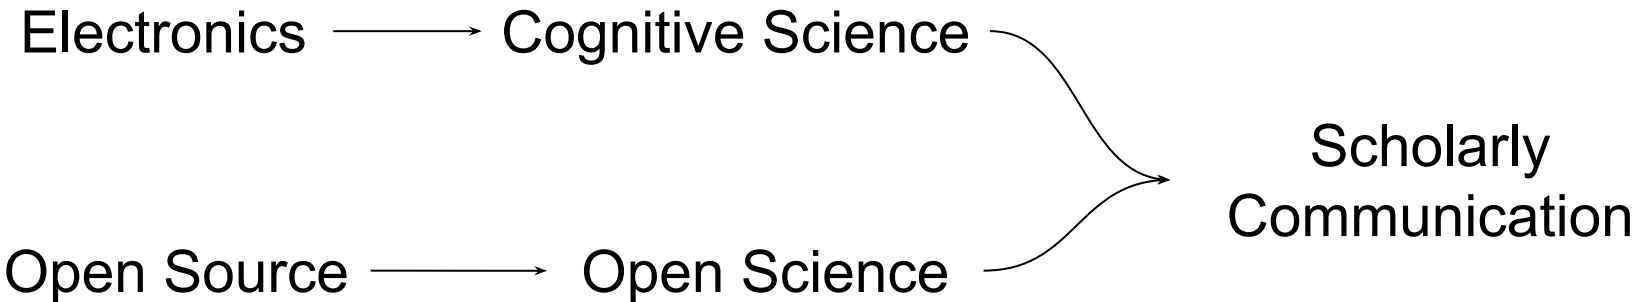 Electronics
Cognitive Science
Scholarly
Communication
Open Source
Open Science